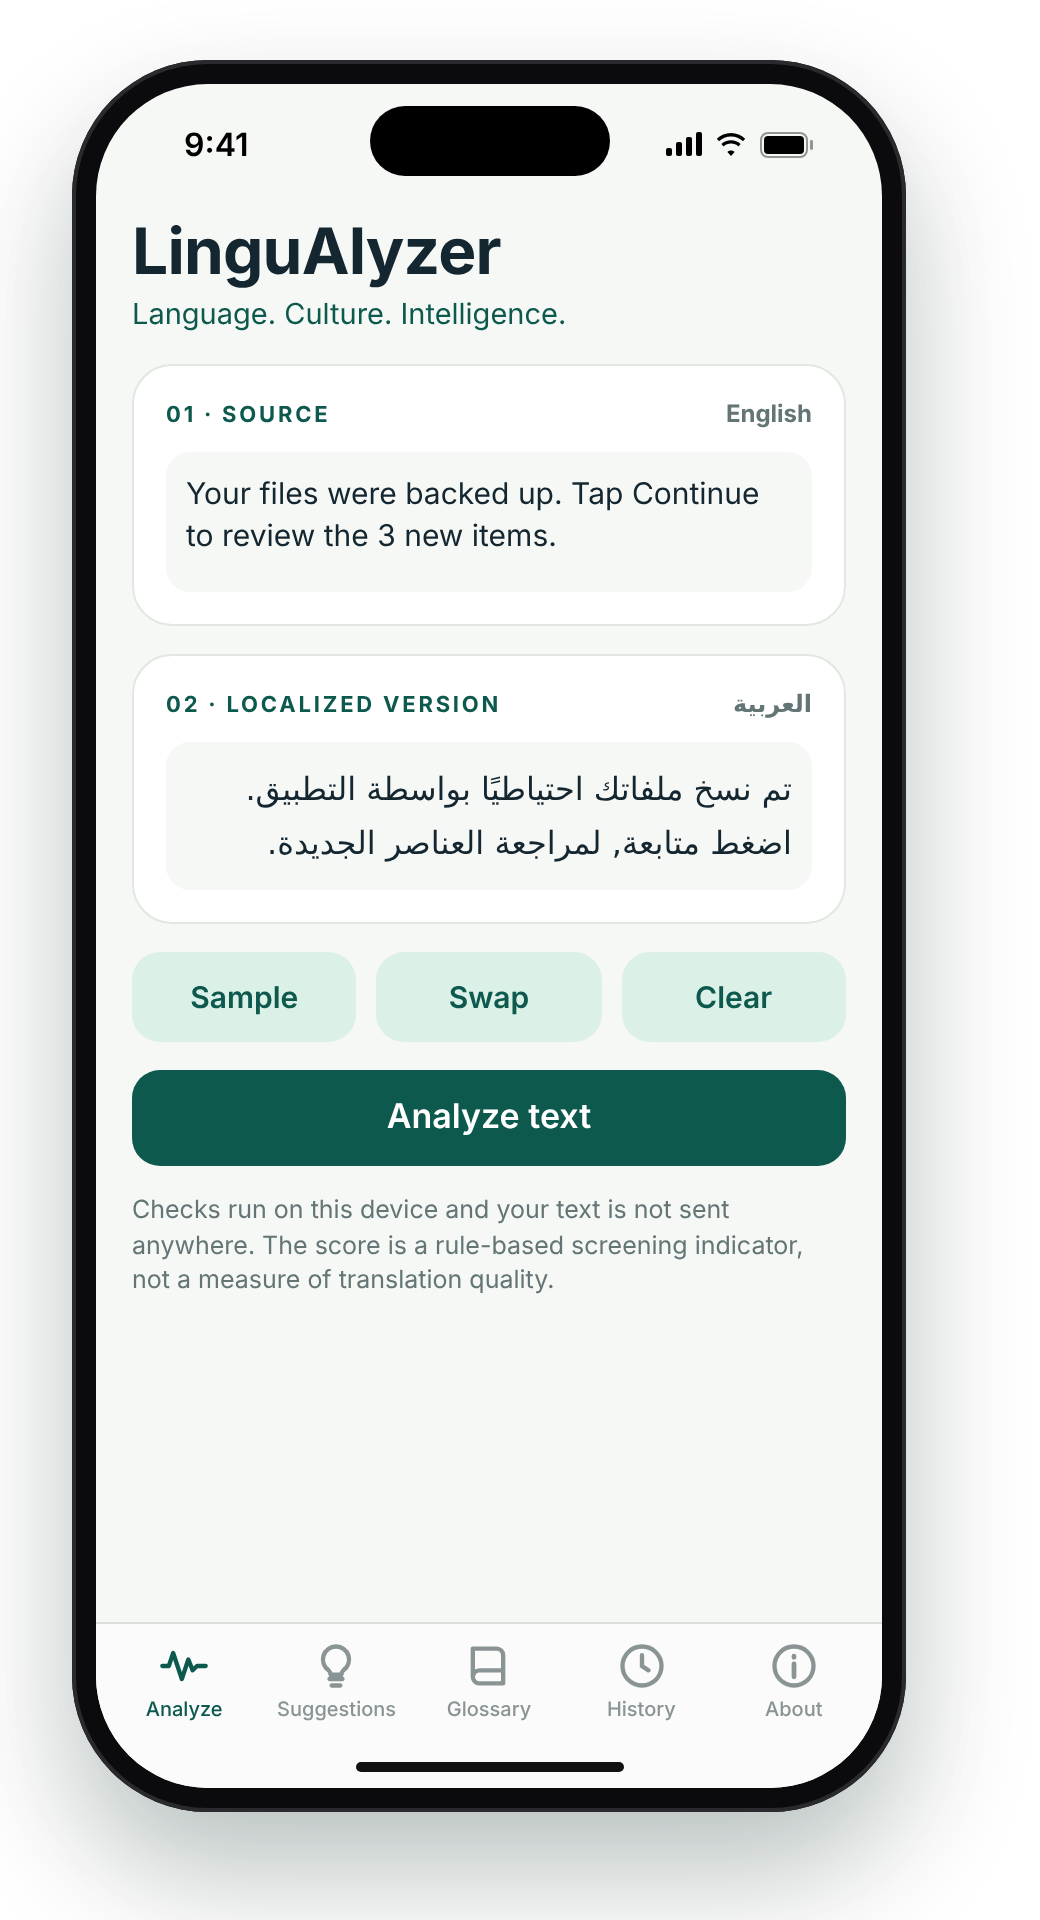 9:41
LinguAlyzer
Language. Culture. Intelligence.
01 · SOURCE
English
Your files were backed up. Tap Continue
to review the 3 new items.
02 · LOCALIZED VERSION
العربية
تم نسخ ملفاتك احتياطيًا بواسطة التطبيق.
اضغط متابعة, لمراجعة العناصر الجديدة.
Sample
Swap
Clear
Analyze text
Checks run on this device and your text is not sent
anywhere. The score is a rule-based screening indicator,
not a measure of translation quality.
Analyze
Suggestions
Glossary
History
About